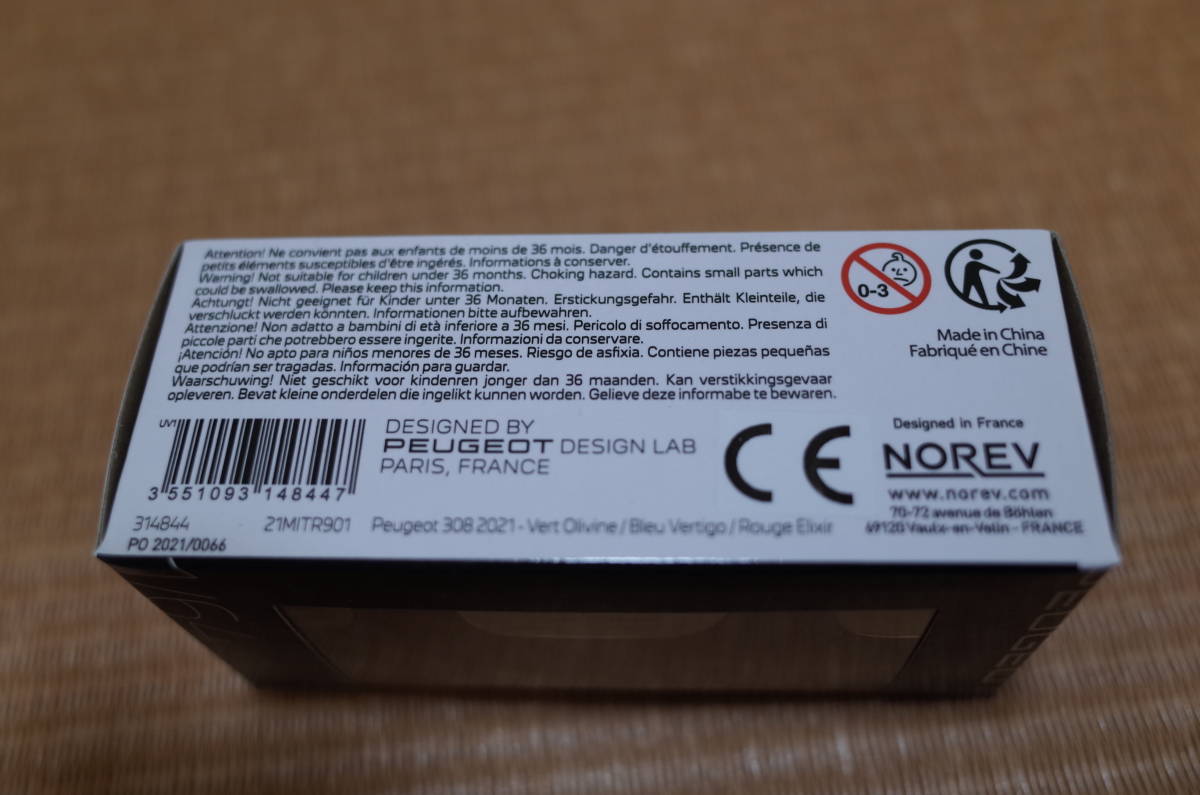 Attention! Ne convient pas aux enfants de moins de 36 mois. Danger d'étouffement. Présence de
petits éléments susceptibles d'être ingérés. Informations à conserver.
Warning! Not suitable for children under 36 months. Choking hazard. Contains small parts which
could be swallowed. Please keep this information.
Achtungt! Nicht geeignet für Kinder unter 36 Monaten. Erstickungsgefahr. Enthält Kleinteile, die
verschluckt werden könnten. Informationen bitte aufbewahren.
Attenzione! Non adatto a bambini di età inferiore a 36 mesi. Pericolo di soffocamento. Presenza di
piccole parti che potrebbero essere ingerite. Informazioni da conservare.
¡Atención! No apto para niños menores de 36 meses. Riesgo de asfixia. Contiene piezas pequeñas
que podrían ser tragadas. Información para guardar.
Waarschuwing! Niet geschikt voor kindenren jonger dan 36 maanden. Kan verstikkingsgevaar
opleveren. Bevat kleine onderdelen die ingelikt kunnen worden. Gelieve deze informabe te bewaren.
0-3
Made in China
Fabriqué en Chine
UV1
3 551093 148447
DESIGNED BY
PEUGEOT DESIGN LAB
PARIS, FRANCE
CE
Designed in France
NOREV
www.norev.com
70-72 avenue de Böhlen
69120 Vaulx-en-Velin - FRANCE
314844 21MITR901 Peugeot 308 2021 - Vert Olivine / Bleu Vertigo / Rouge Elixir
PO 2021/0066